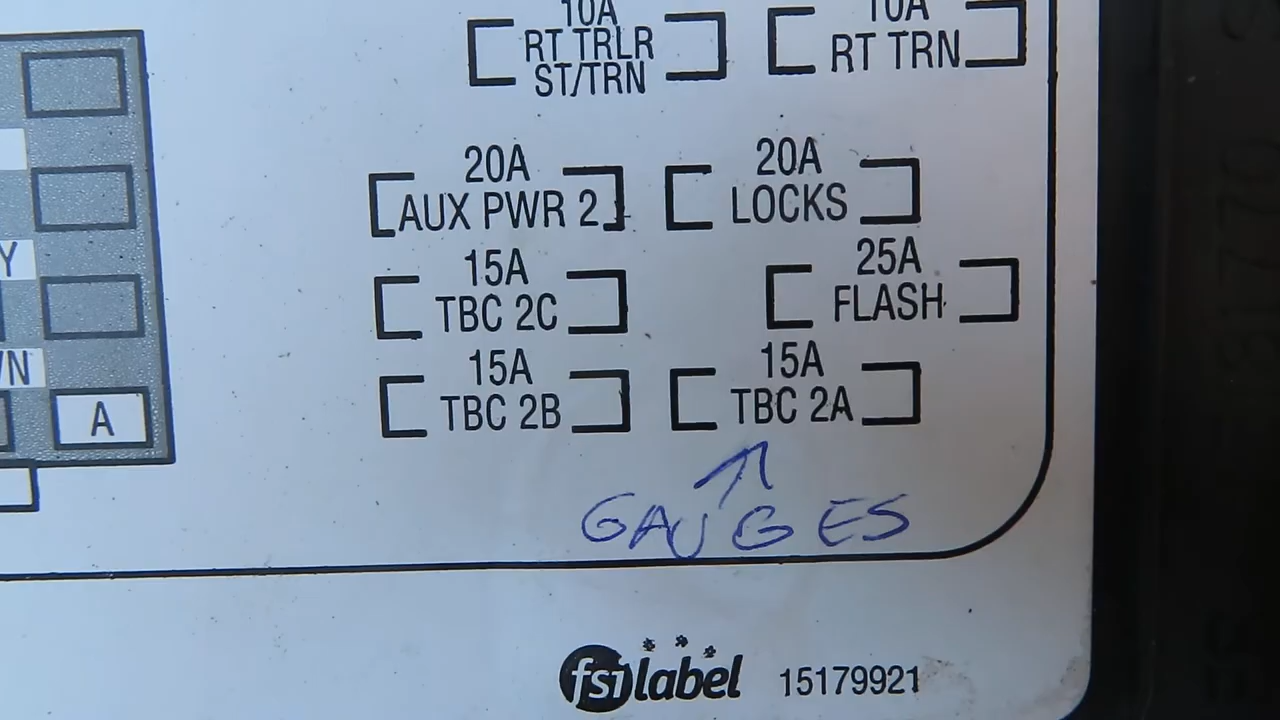 10A
RT TRLR
ST/TRN
10A
RT TRN
20A
AUX PWR 2
20A
LOCKS
Y
15A
TBC 2C
25A
FLASH
WN
15A
TBC 2B
15A
TBC 2A
A
GAUGES
fsi label 15179921